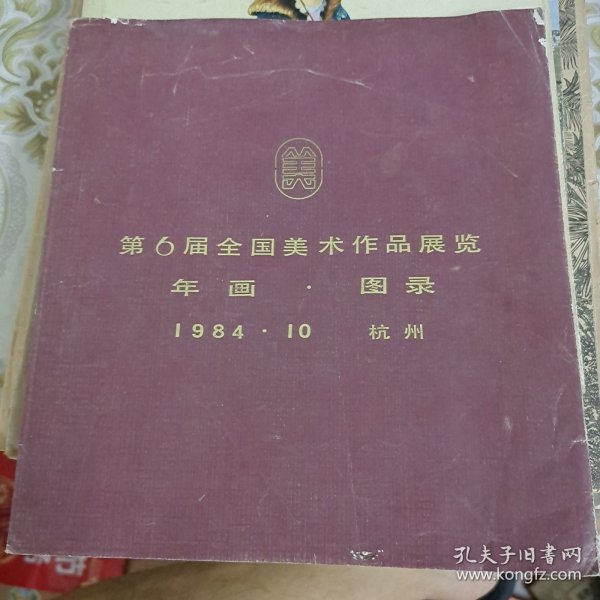 美
第6届全国美术作品展览
年画·图录
1984·10 杭州
孔夫子旧书网
www.kongfz.com